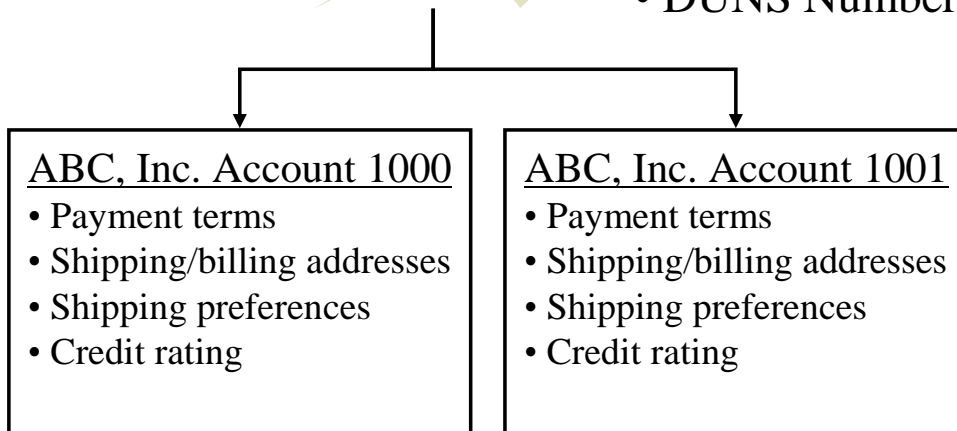 • DUNS Number
ABC, Inc. Account 1000
• Payment terms
• Shipping/billing addresses
• Shipping preferences
• Credit rating
ABC, Inc. Account 1001
• Payment terms
• Shipping/billing addresses
• Shipping preferences
• Credit rating